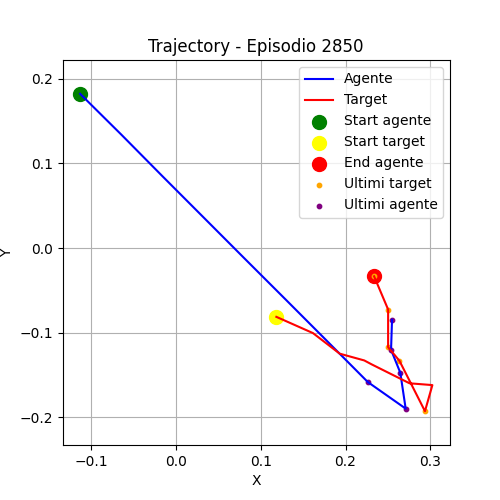 Trajectory - Episodio 2850
Agente
Target
Start agente
Start target
End agente
Ultimi target
Ultimi agente
0.2
0.1
0.0
−0.1
−0.2
Y
−0.1
0.0
0.1
0.2
0.3
X